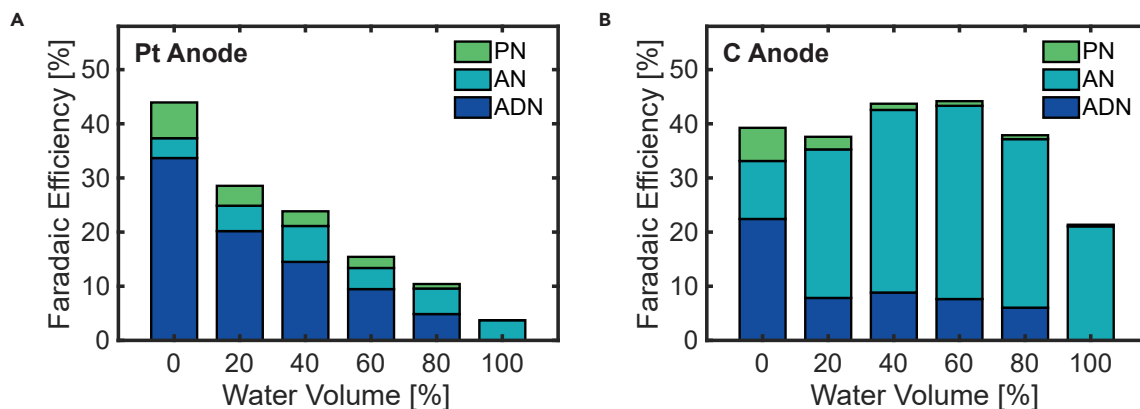 A
Faradaic Efficiency [%]
50
40
30
20
10
0
Pt Anode
PN
AN
ADN
0 20 40 60 80 100
Water Volume [%]
B
Faradaic Efficiency [%]
50
40
30
20
10
0
C Anode
PN
AN
ADN
0 20 40 60 80 100
Water Volume [%]